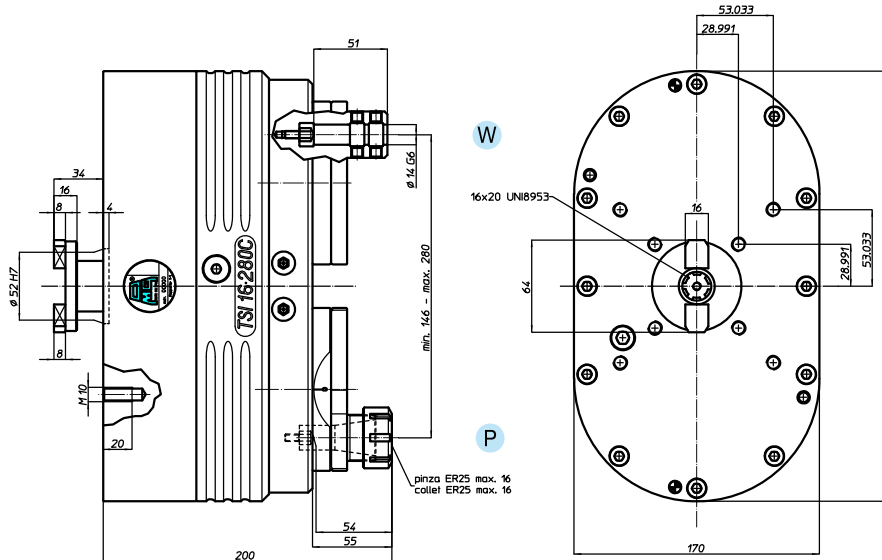 53.033
28.991
51
W
Ø 14 G6
34
16
8
4
16x20 UNI8953
16
Ø 52 H7
TSI 16-280C
min. 146 - max. 280
64
28.991
53.033
8
M 10
20
P
pinza ER25 max. 16
collet ER25 max. 16
54
55
200
170